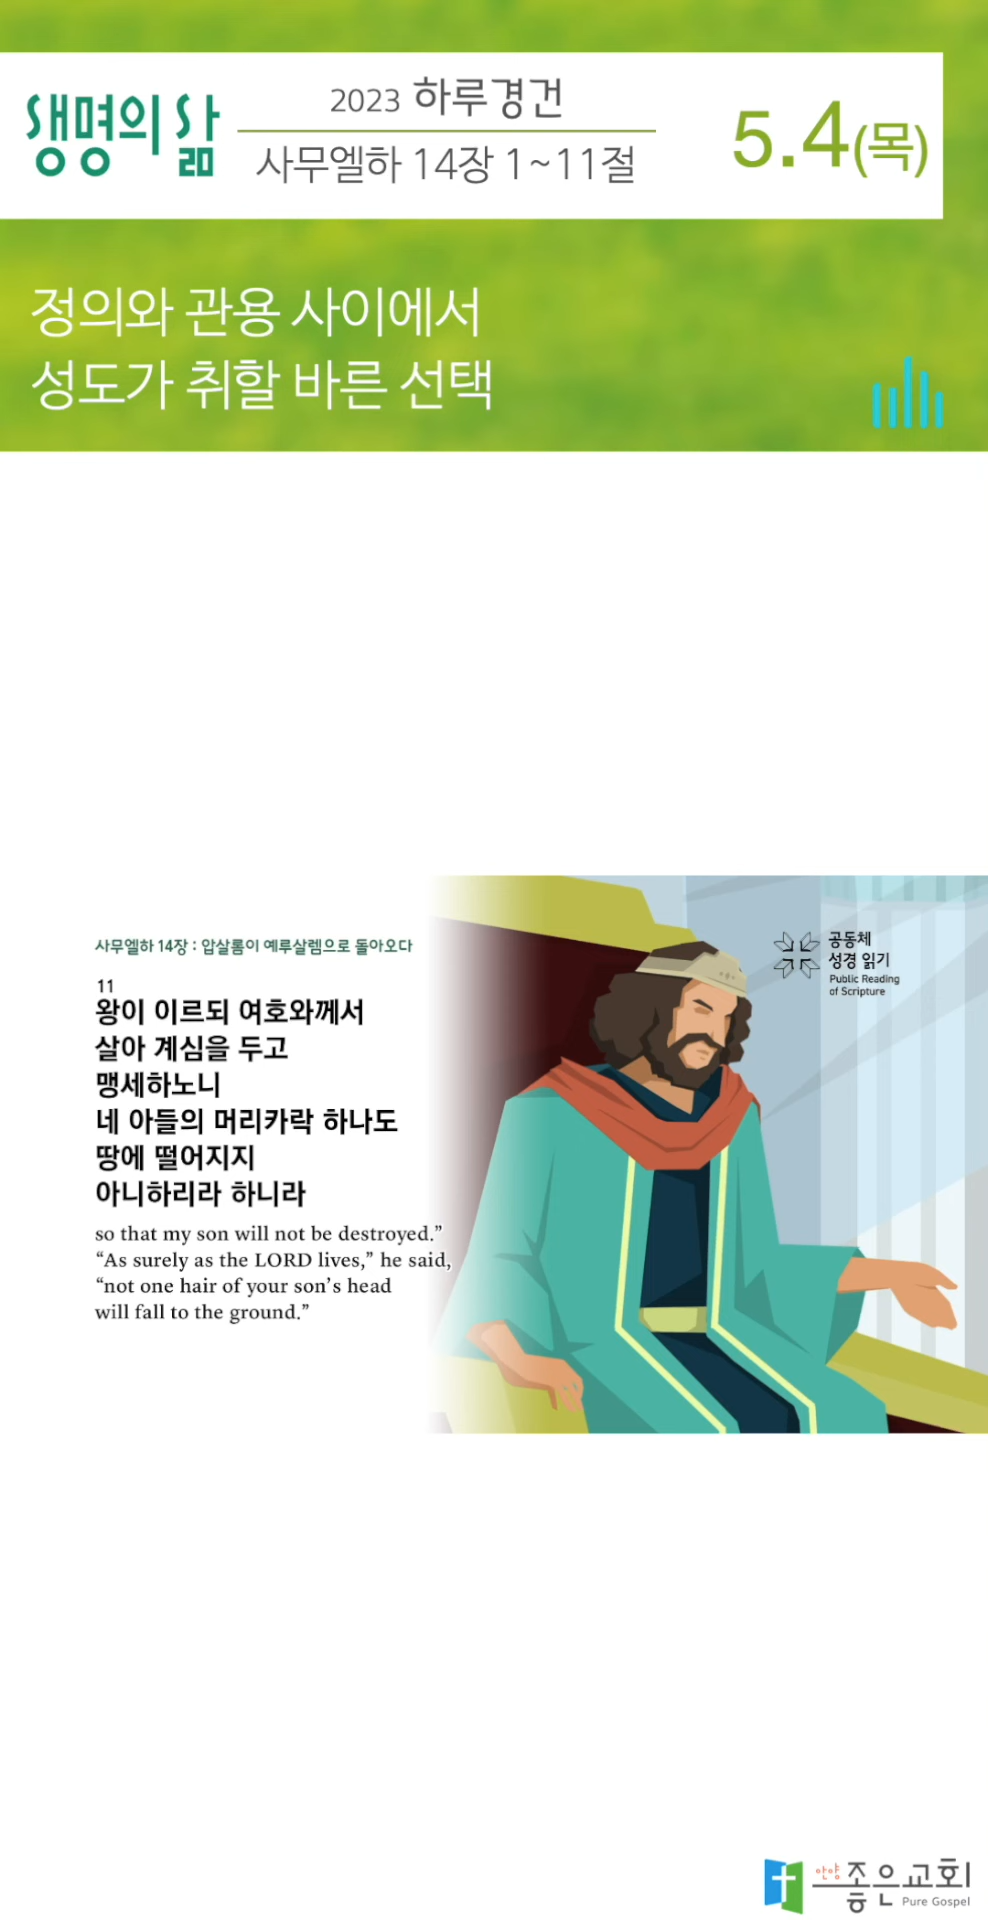 생명의 삶
2023 하루경건
사무엘하 14장 1~11절
5.4(목)
정의와 관용 사이에서
성도가 취할 바른 선택
사무엘하 14장 : 압살롬이 예루살렘으로 돌아오다
공동체
성경 읽기
Public Reading
of Scripture
11
왕이 이르되 여호와께서
살아 계심을 두고
맹세하노니
네 아들의 머리카락 하나도
땅에 떨어지지
아니하리라 하니라
so that my son will not be destroyed.”
“As surely as the LORD lives,” he said,
“not one hair of your son’s head
will fall to the ground.”
안양 좋은교회
Pure Gospel